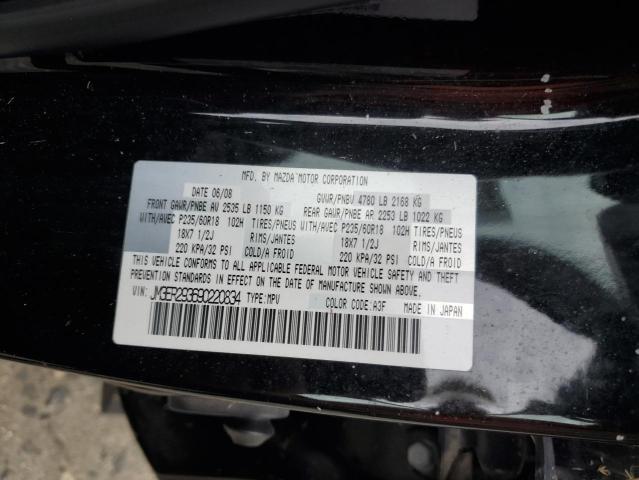 MFD. BY MAZDA MOTOR CORPORATION
DATE 06/08 GVWR/PNBV 4780 LB 2168 KG
FRONT GAWR/PNBE AV 2535 LB 1150 KG REAR GAWR/PNBE AR 2253 LB 1022 KG
WITH/AVEC P235/60R18 102H TIRES/PNEUS WITH/AVEC P235/60R18 102H TIRES/PNEUS
18X7 1/2J RIMS/JANTES 18X7 1/2J RIMS/JANTES
220 KPA/32 PSI COLD/A FROID 220 KPA/32 PSI COLD/A FROID
THIS VEHICLE CONFORMS TO ALL APPLICABLE FEDERAL MOTOR VEHICLE SAFETY AND THEFT
PREVENTION STANDARDS IN EFFECT ON THE DATE OF MANUFACTURE SHOWN ABOVE.
VIN: JM3ER293690220834 TYPE:MPV COLOR CODE:A3F MADE IN JAPAN